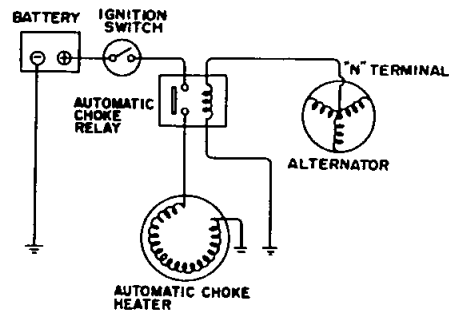 BATTERY
IGNITION
SWITCH
"N" TERMINAL
AUTOMATIC
CHOKE
RELAY
ALTERNATOR
AUTOMATIC CHOKE
HEATER